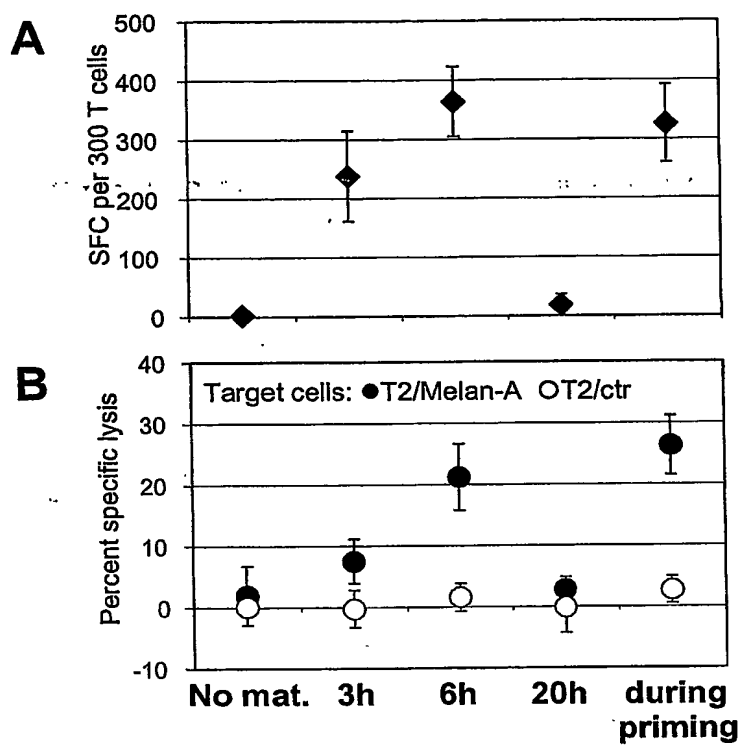 A
SFC per 300 T cells
500
400
300
200
100
0
B
Percent specific lysis
40
30
20
10
0
-10
Target cells: ●T2/Melan-A ○T2/ctr
No mat. 3h 6h 20h during
priming